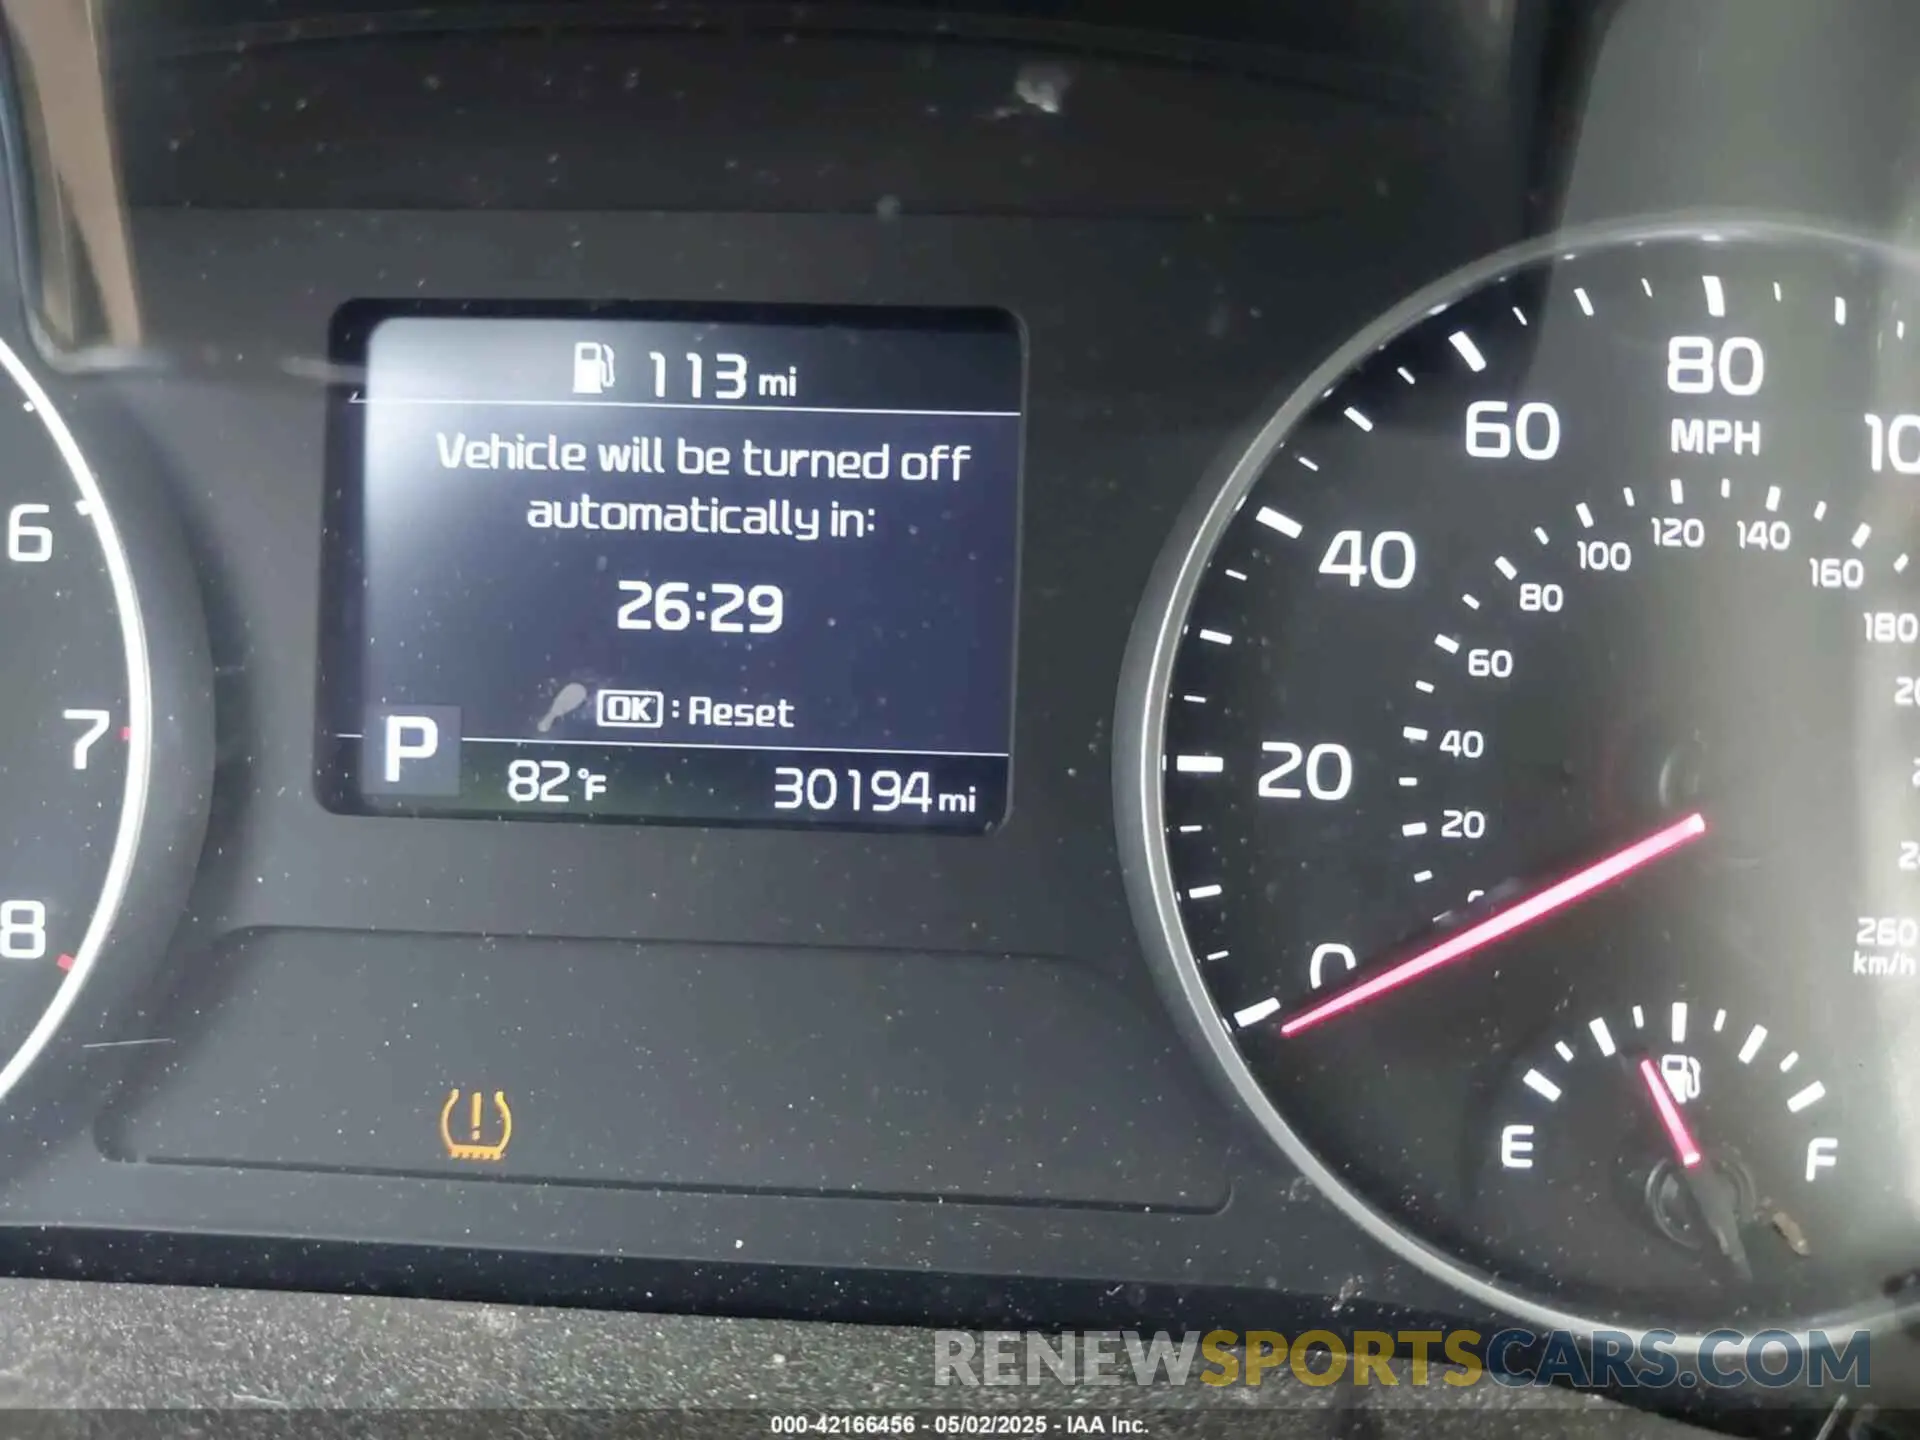 113 mi
Vehicle will be turned off
automatically in:
26:29
OK : Reset
P
82°F
30194 mi
6
7
8
80
MPH
60
40
20
0
100
120
140
160
180
80
60
40
20
260
km/h
E
F
RENEWSPORTSCARS.COM
000-42166456 - 05/02/2025 - IAA Inc.